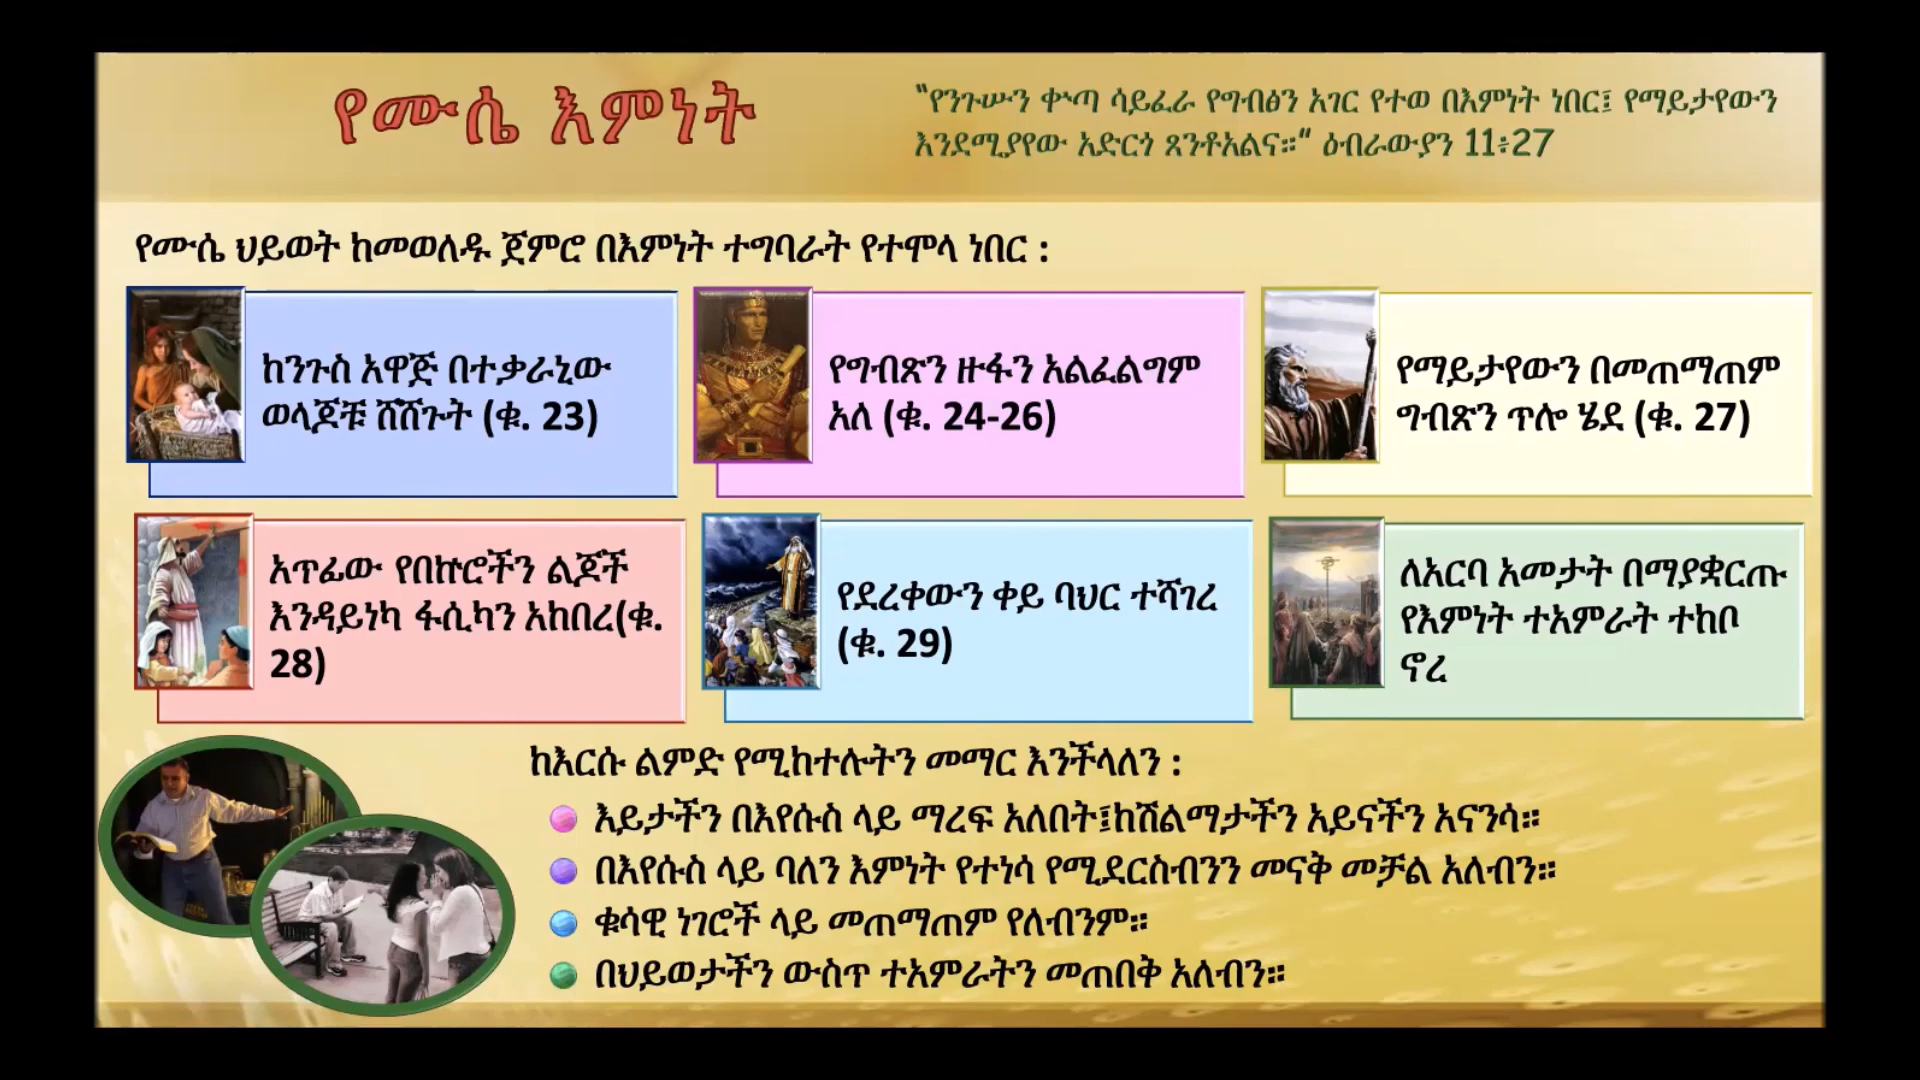 የሙሴ እምነት
“የንጉሡን ቍጣ ሳይፈራ የግብፅን አገር የተወ በእምነት ነበር፤ የማይታየውን
እንደሚያየው አድርጎ ጸንቶአልና።” ዕብራውያን 11፥27
የሙሴ ህይወት ከመወለዱ ጀምሮ በእምነት ተግባራት የተሞላ ነበር :
ከንጉስ አዋጅ በተቃራኒው
ወላጆቹ ሸሸጉት (ቁ. 23)
የግብጽን ዙፋን አልፈልግም
አለ (ቁ. 24-26)
የማይታየውን በመጠማጠም
ግብጽን ጥሎ ሄደ (ቁ. 27)
አጥፊው የበኵሮችን ልጆች
እንዳይነካ ፋሲካን አከበረ(ቁ.
28)
የደረቀውን ቀይ ባህር ተሻገረ
(ቁ. 29)
ለአርባ አመታት በማያቋርጡ
የእምነት ተአምራት ተከቦ
ኖረ
ከእርሱ ልምድ የሚከተሉትን መማር እንችላለን :
እይታችን በእየሱስ ላይ ማረፍ አለበት፤ከሽልማታችን አይናችን አናንሳ።
በእየሱስ ላይ ባለን እምነት የተነሳ የሚደርስብንን መናቅ መቻል አለብን።
ቁሳዊ ነገሮች ላይ መጠማጠም የለብንም።
በህይወታችን ውስጥ ተአምራትን መጠበቅ አለብን።